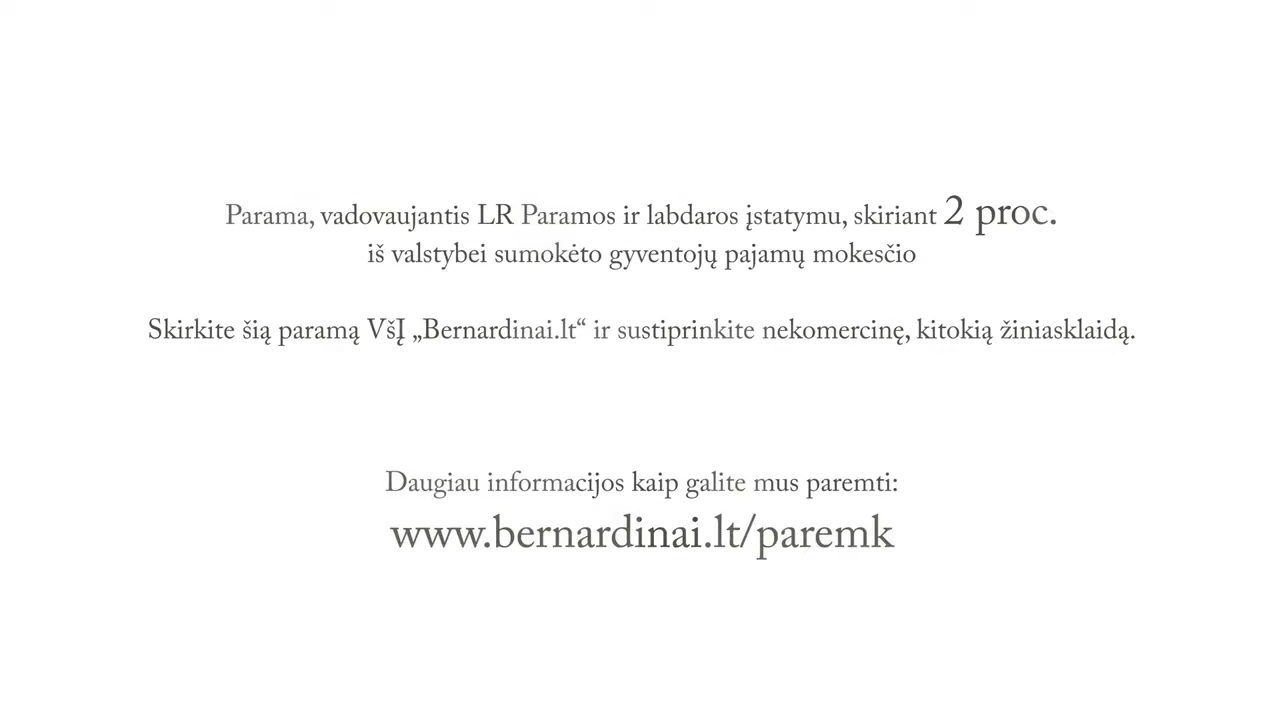 Parama, vadovaujantis LR Paramos ir labdaros įstatymu, skiriant 2 proc.
iš valstybei sumokėto gyventojų pajamų mokesčio
Skirkite šią paramą VšĮ „Bernardinai.lt“ ir sustiprinkite nekomercinę, kitokią žiniasklaidą.
Daugiau informacijos kaip galite mus paremti:
www.bernardinai.lt/paremk